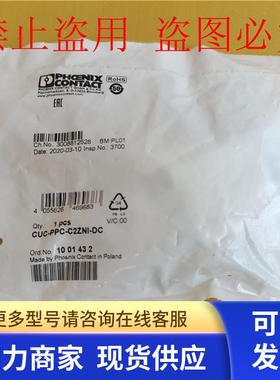 禁止盗用 盗图必
PHOENIX
CONTACT
RoHS
50
EAC
Ch.No.: 3008812528 BM PL01
Date: 2020-03-10 Insp No.: 3700
4 055626 469683
Qty 1 pcs V/C:00
CUC-PPC-C2ZNI-DC
Ord No.: 10 01 43 2
Made by Phoenix Contact in Poland
更多型号请咨询在线客服
力商家 现货供应